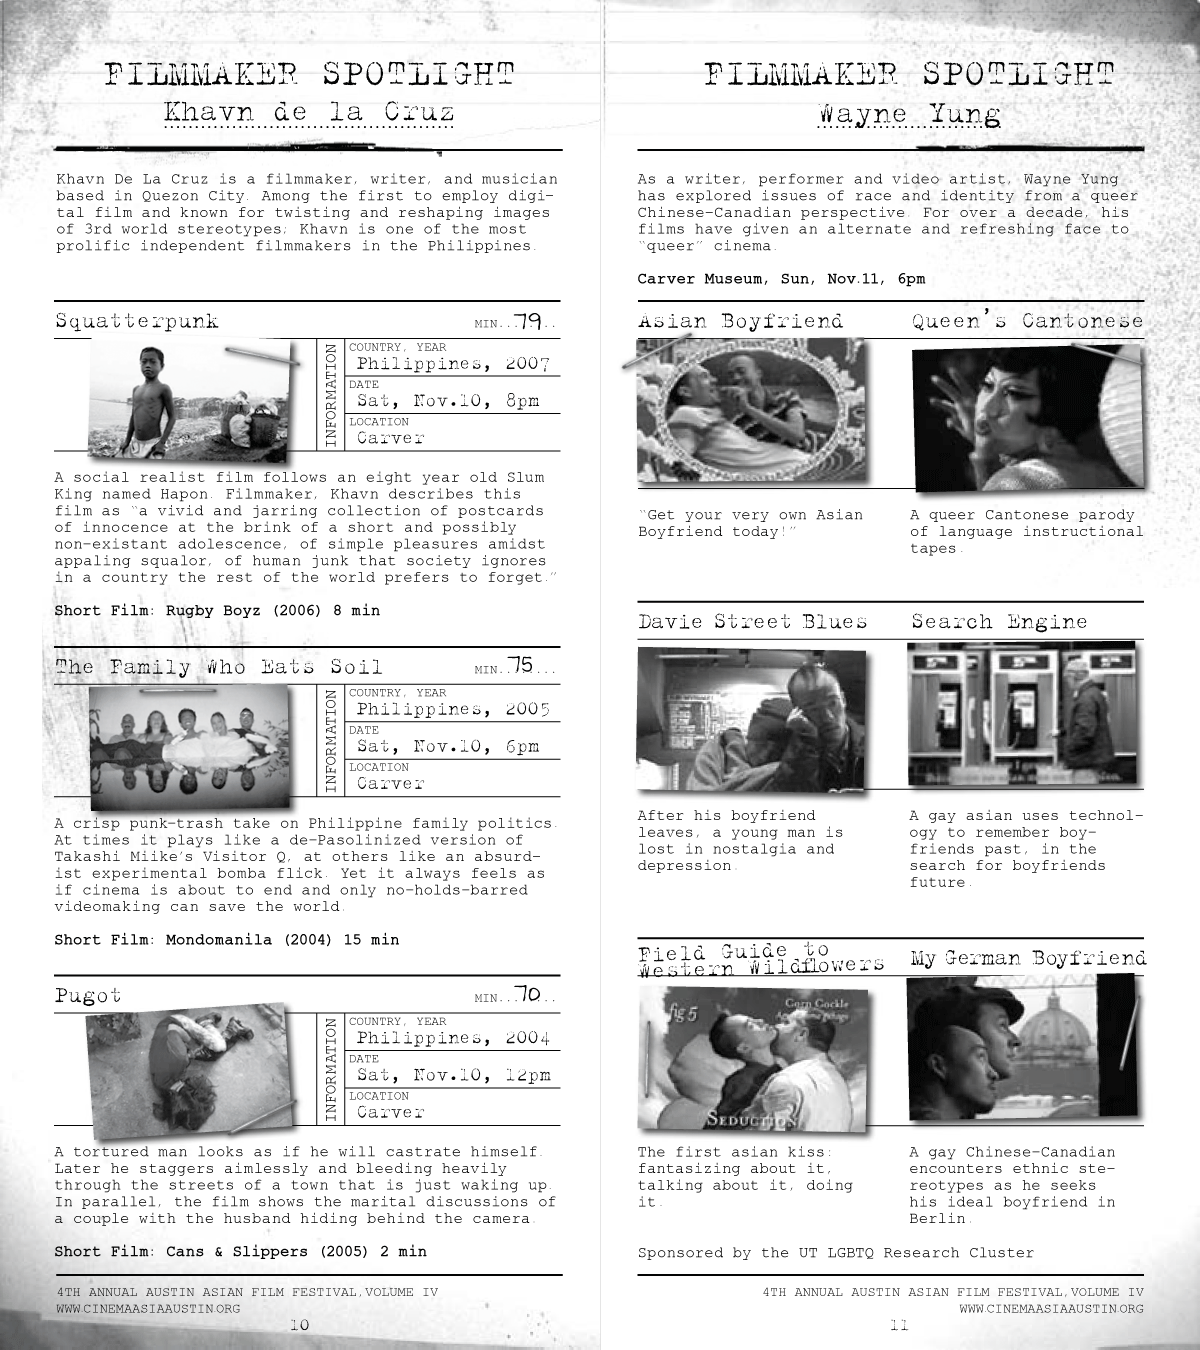 FILMMAKER SPOTLIGHT
Khavn de la Cruz
Khavn De La Cruz is a filmmaker, writer, and musician
based in Quezon City. Among the first to employ digi-
tal film and known for twisting and reshaping images
of 3rd world stereotypes; Khavn is one of the most
prolific independent filmmakers in the Philippines.
Squatterpunk
MIN...79..
INFORMATION
COUNTRY, YEAR
Philippines, 2007
DATE
Sat, Nov.10, 8pm
LOCATION
Carver
A social realist film follows an eight year old Slum
King named Hapon. Filmmaker, Khavn describes this
film as "a vivid and jarring collection of postcards
of innocence at the brink of a short and possibly
non-existant adolescence, of simple pleasures amidst
appaling squalor, of human junk that society ignores
in a country the rest of the world prefers to forget."
Short Film: Rugby Boyz (2006) 8 min
The Family Who Eats Soil
MIN..75...
INFORMATION
COUNTRY, YEAR
Philippines, 2005
DATE
Sat, Nov.10, 6pm
LOCATION
Carver
A crisp punk-trash take on Philippine family politics.
At times it plays like a de-Pasolinized version of
Takashi Miike's Visitor Q, at others like an absurd-
ist experimental bomba flick. Yet it always feels as
if cinema is about to end and only no-holds-barred
videomaking can save the world.
Short Film: Mondomanila (2004) 15 min
Pugot
MIN...70..
INFORMATION
COUNTRY, YEAR
Philippines, 2004
DATE
Sat, Nov.10, 12pm
LOCATION
Carver
A tortured man looks as if he will castrate himself.
Later he staggers aimlessly and bleeding heavily
through the streets of a town that is just waking up.
In parallel, the film shows the marital discussions of
a couple with the husband hiding behind the camera.
Short Film: Cans & Slippers (2005) 2 min
4TH ANNUAL AUSTIN ASIAN FILM FESTIVAL, VOLUME IV
WWW.CINEMAASIAAUSTIN.ORG
10
FILMMAKER SPOTLIGHT
Wayne Yung
As a writer, performer and video artist, Wayne Yung
has explored issues of race and identity from a queer
Chinese-Canadian perspective. For over a decade, his
films have given an alternate and refreshing face to
"queer" cinema.
Carver Museum, Sun, Nov.11, 6pm
Asian Boyfriend
"Get your very own Asian
Boyfriend today!"
Queen's Cantonese
A queer Cantonese parody
of language instructional
tapes.
Davie Street Blues
After his boyfriend
leaves, a young man is
lost in nostalgia and
depression.
Search Engine
A gay asian uses technol-
ogy to remember boy-
friends past, in the
search for boyfriends
future.
Field Guide to
Western Wildflowers
fig 5
Corn Cockle
SEDUCTION
The first asian kiss:
fantasizing about it,
talking about it, doing
it.
My German Boyfriend
A gay Chinese-Canadian
encounters ethnic ste-
reotypes as he seeks
his ideal boyfriend in
Berlin.
Sponsored by the UT LGBTQ Research Cluster
4TH ANNUAL AUSTIN ASIAN FILM FESTIVAL, VOLUME IV
WWW.CINEMAASIAAUSTIN.ORG
11